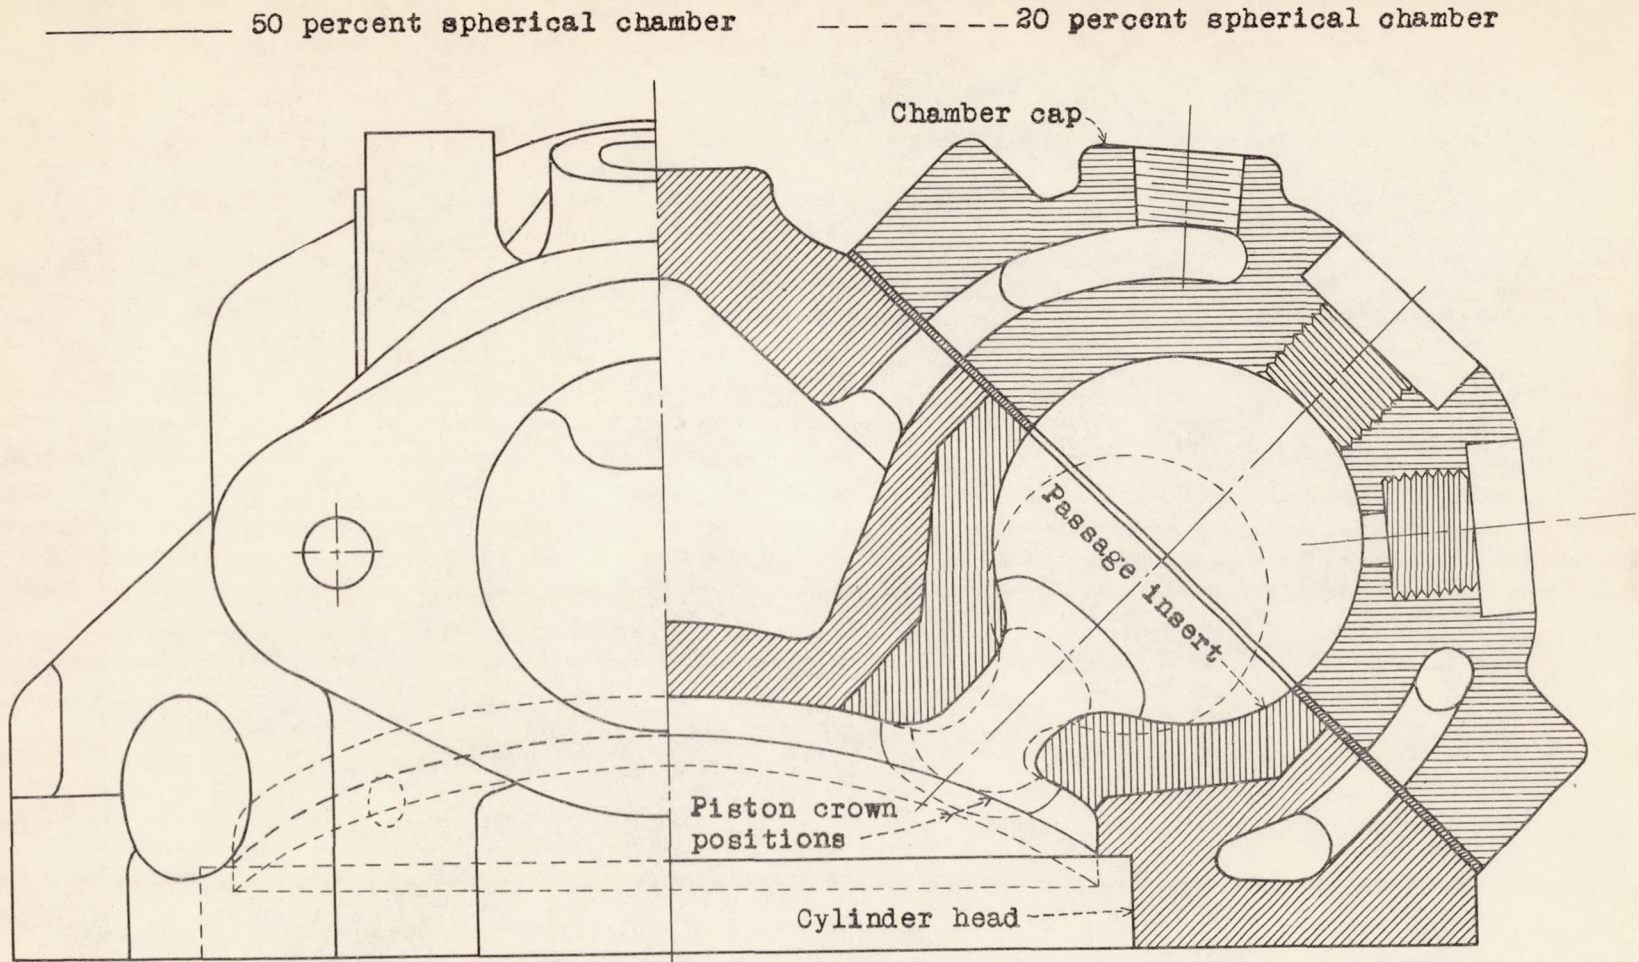 50 percent spherical chamber
20 percent spherical chamber
Chamber cap
Passage insert
Piston crown
positions
Cylinder head